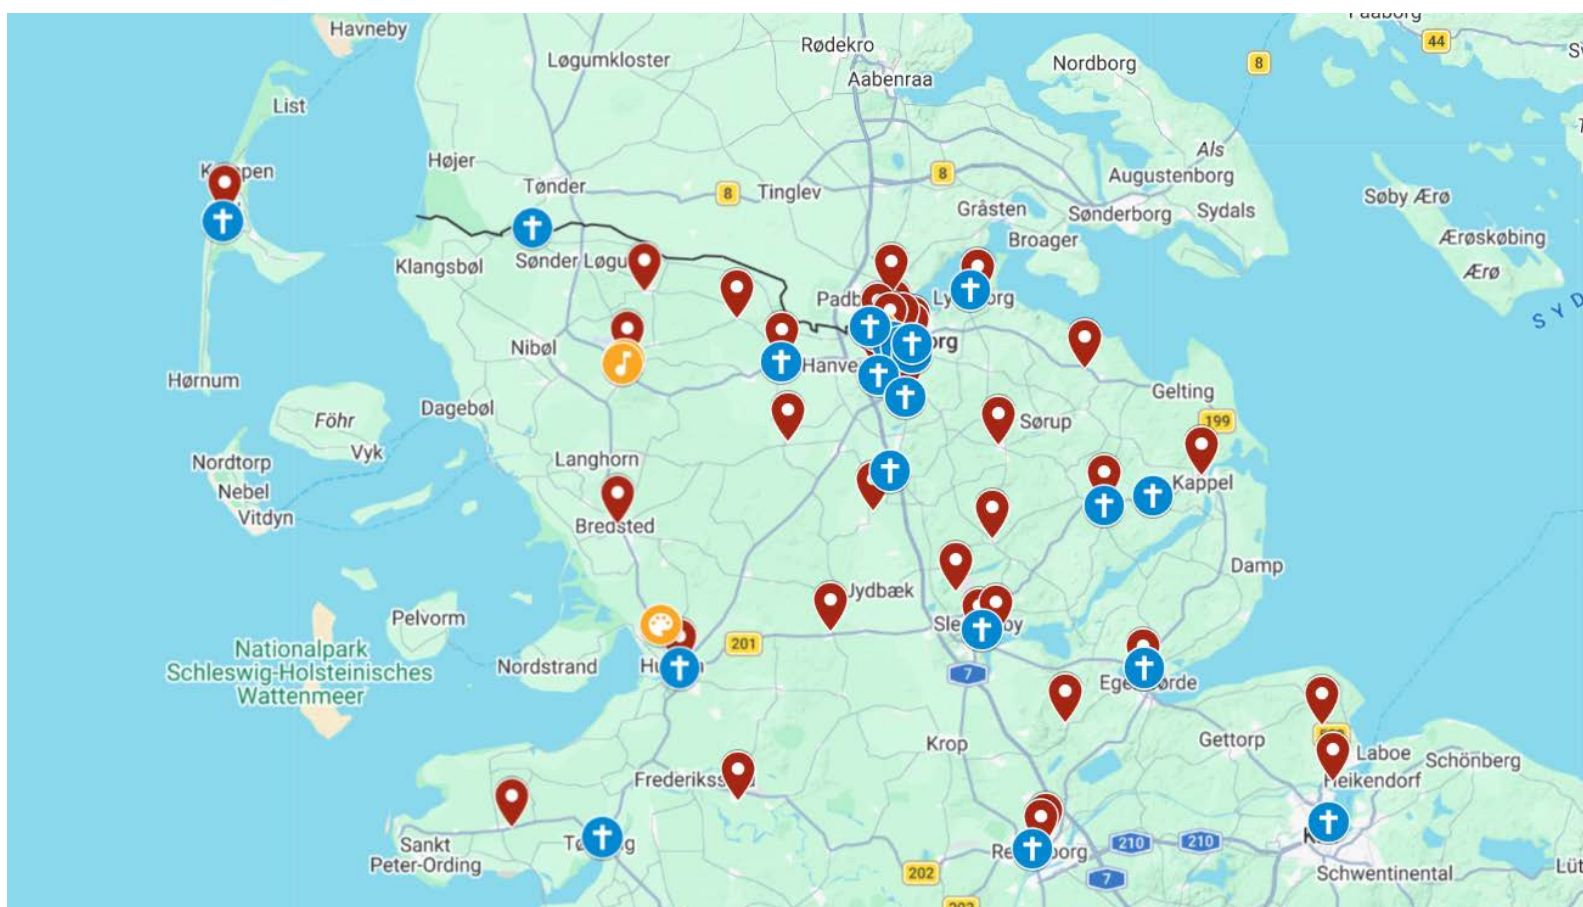 Havneby
Løgumkloster
Rødekro
Aabenraa
Nordborg
8
44
List
Højer
Tønder
8
Tinglev
8
Als
Augustenborg
Gråsten
Sønderborg
Sydals
Broager
Søby Ærø
Ærøskøbing
Ærø
Klangsbøl
Sønder
Nibøl
Hørnum
Föhr
Vyk
Dagebøl
Gelting
199
Sørup
Kappel
Langhorn
Nordtorp
Nebel
Vitdyn
Bredsted
Damp
Jydbæk
Pelvorm
Nationalpark
Schleswig-Holsteinisches
Wattenmeer
Nordstrand
201
7
Krop
Gettorp
Laboe
Schönberg
Heikendorf
Sankt
Peter-Ording
202
210
210
7
Schwentinental